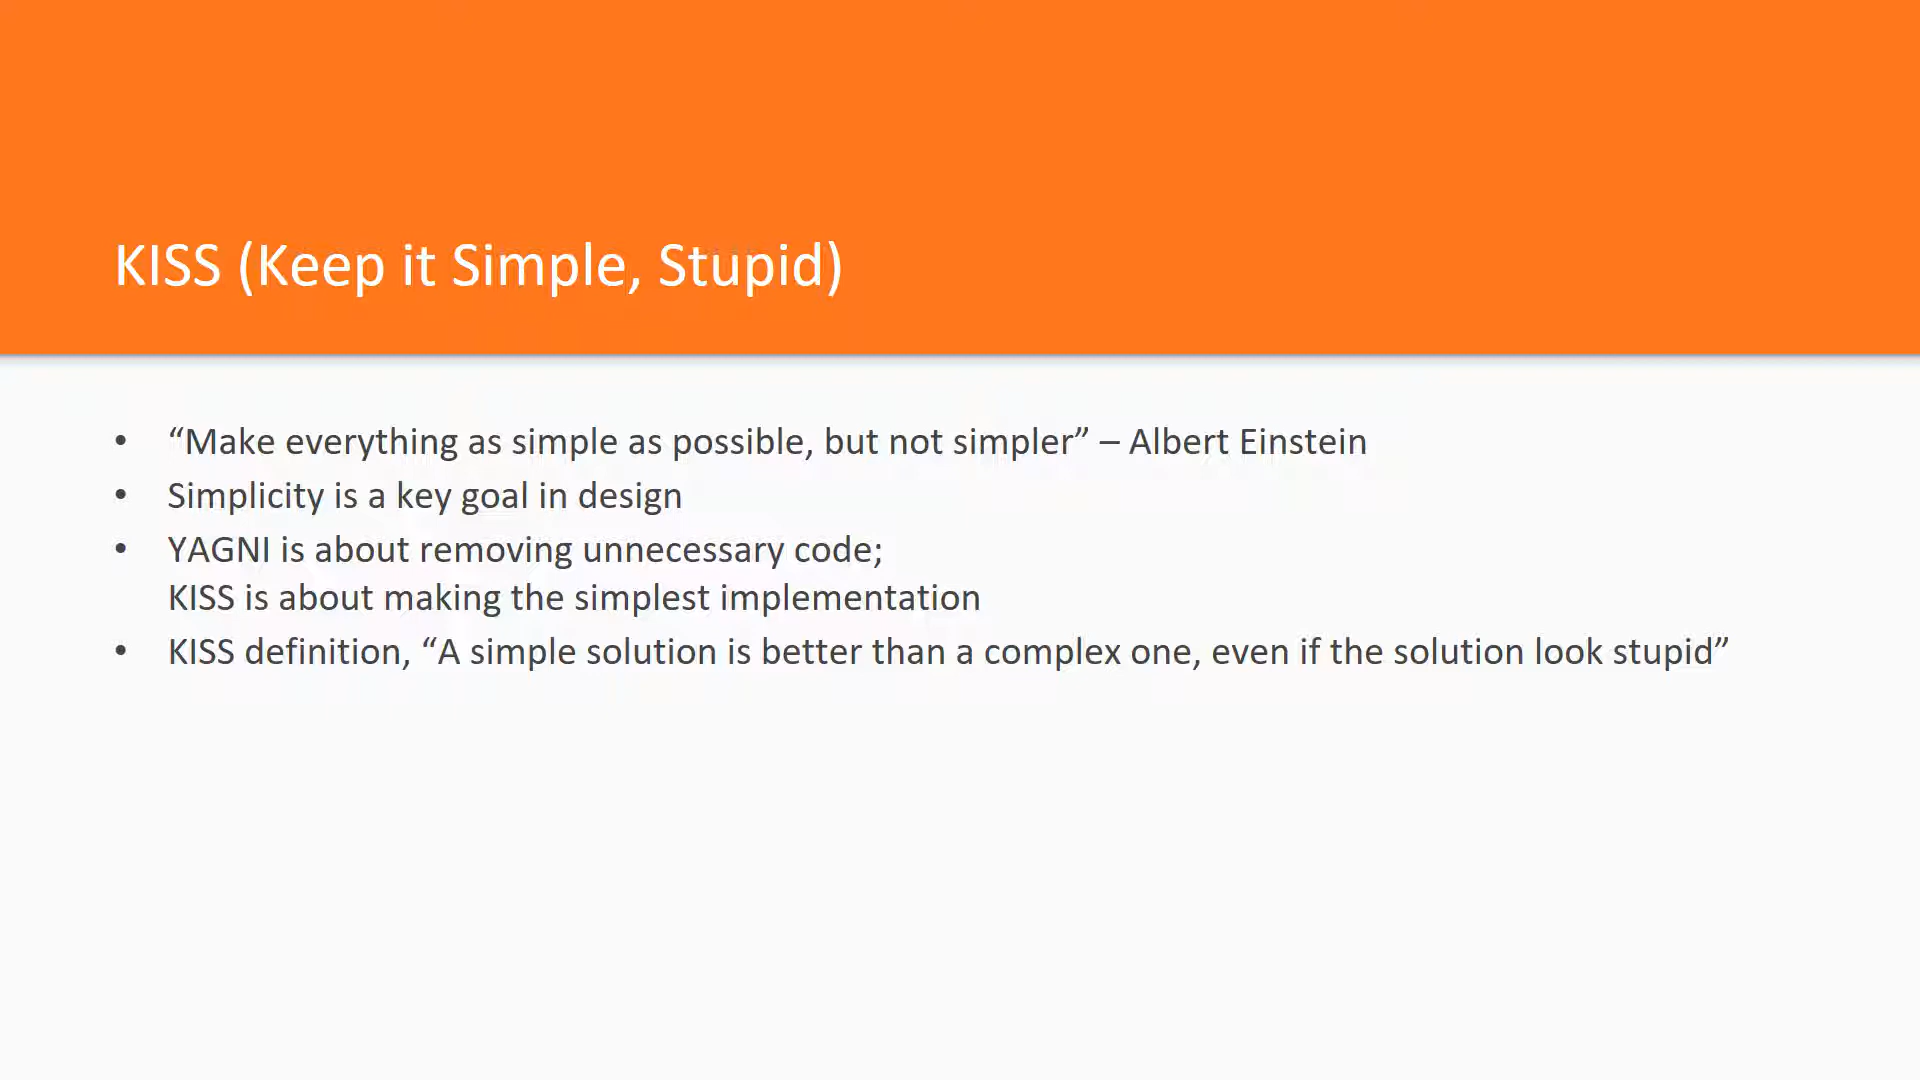 KISS (Keep it Simple, Stupid)
• “Make everything as simple as possible, but not simpler” – Albert Einstein
• Simplicity is a key goal in design
• YAGNI is about removing unnecessary code;
KISS is about making the simplest implementation
• KISS definition, “A simple solution is better than a complex one, even if the solution look stupid”